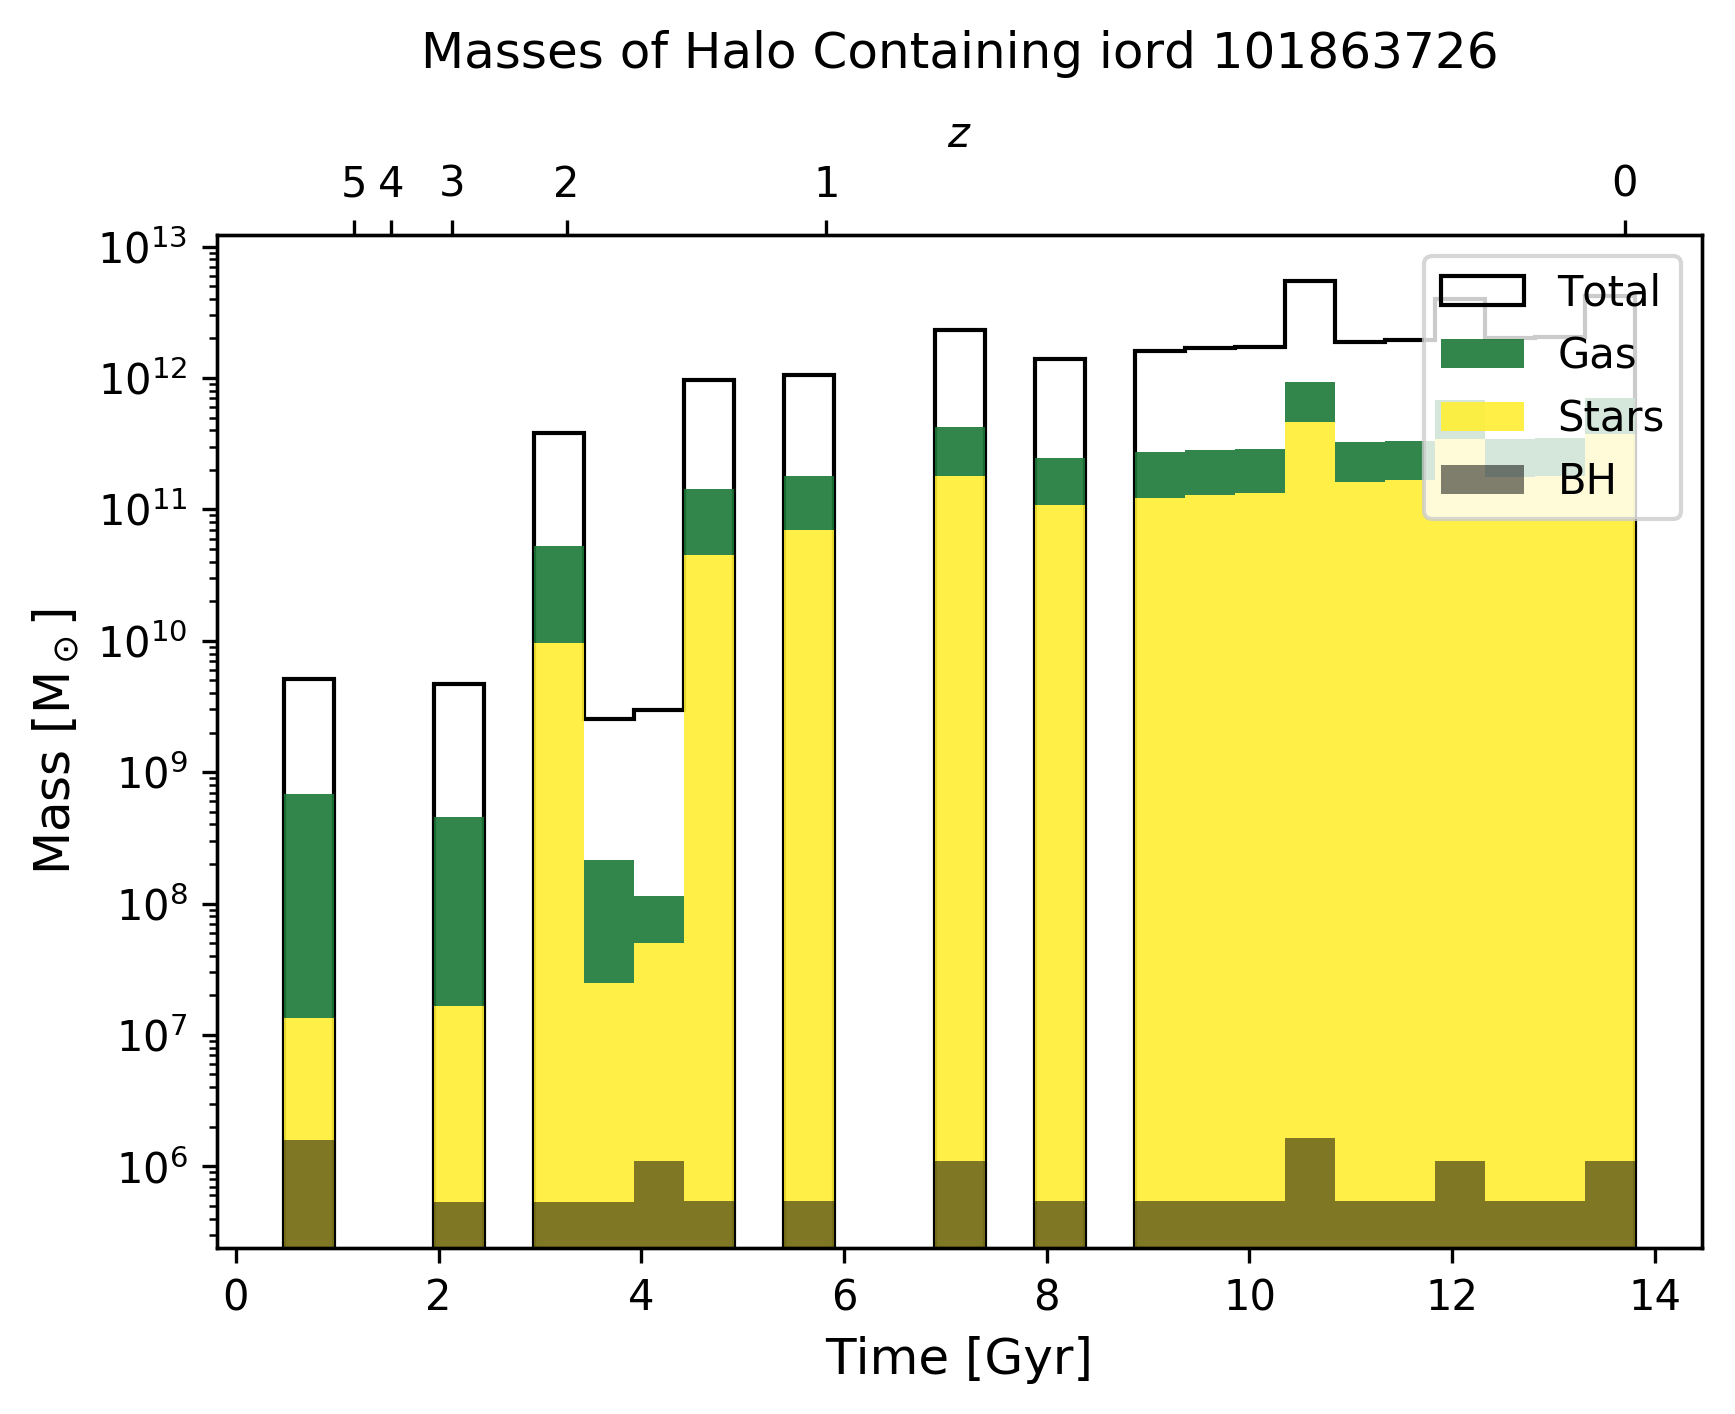 Masses of Halo Containing iord 101863726
z
5 4 3 2 1 0
10^13
10^12
10^11
10^10
10^9
10^8
10^7
10^6
Mass [M_⊙]
Total
Gas
Stars
BH
0 2 4 6 8 10 12 14
Time [Gyr]